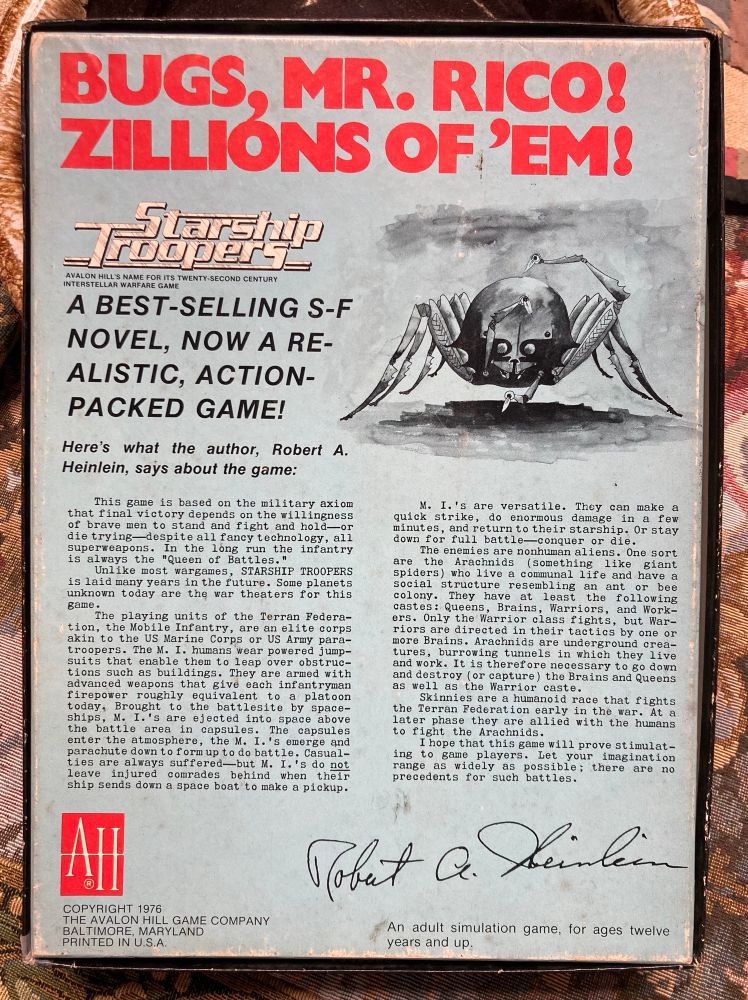 BUGS, MR. RICO!
ZILLIONS OF 'EM!
Starship
Troopers
AVALON HILL'S NAME FOR ITS TWENTY-SECOND CENTURY
INTERSTELLAR WARFARE GAME
A BEST-SELLING S-F
NOVEL, NOW A RE-
ALISTIC, ACTION-
PACKED GAME!
Here's what the author, Robert A.
Heinlein, says about the game:
This game is based on the military axiom
that final victory depends on the willingness
of brave men to stand and fight and hold—or
die trying—despite all fancy technology, all
superweapons. In the long run the infantry
is always the "Queen of Battles."
Unlike most wargames, STARSHIP TROOPERS
is laid many years in the future. Some planets
unknown today are the war theaters for this
game.
The playing units of the Terran Federa-
tion, the Mobile Infantry, are an elite corps
akin to the US Marine Corps or US Army para-
troopers. The M. I. humans wear powered jump-
suits that enable them to leap over obstruc-
tions such as buildings. They are armed with
advanced weapons that give each infantryman
firepower roughly equivalent to a platoon
today. Brought to the battlesite by space-
ships, M. I.'s are ejected into space above
the battle area in capsules. The capsules
enter the atmosphere, the M. I.'s emerge and
parachute down to form up to do battle. Casual-
ties are always suffered—but M. I.'s do not
leave injured comrades behind when their
ship sends down a space boat to make a pickup.
M. I.'s are versatile. They can make a
quick strike, do enormous damage in a few
minutes, and return to their starship. Or stay
down for full battle—conquer or die.
The enemies are nonhuman aliens. One sort
are the Arachnids (something like giant
spiders) who live a communal life and have a
social structure resembling an ant or bee
colony. They have at least the following
castes: Queens, Brains, Warriors, and Work-
ers. Only the Warrior class fights, but War-
riors are directed in their tactics by one or
more Brains. Arachnids are underground crea-
tures, burrowing tunnels in which they live
and work. It is therefore necessary to go down
and destroy (or capture) the Brains and Queens
as well as the Warrior caste.
Skinnies are a humanoid race that fights
the Terran Federation early in the war. At a
later phase they are allied with the humans
to fight the Arachnids.
I hope that this game will prove stimulat-
ing to game players. Let your imagination
range as widely as possible; there are no
precedents for such battles.
Robert A. Heinlein
AH
®
COPYRIGHT 1976
THE AVALON HILL GAME COMPANY
BALTIMORE, MARYLAND
PRINTED IN U.S.A.
An adult simulation game, for ages twelve
years and up.